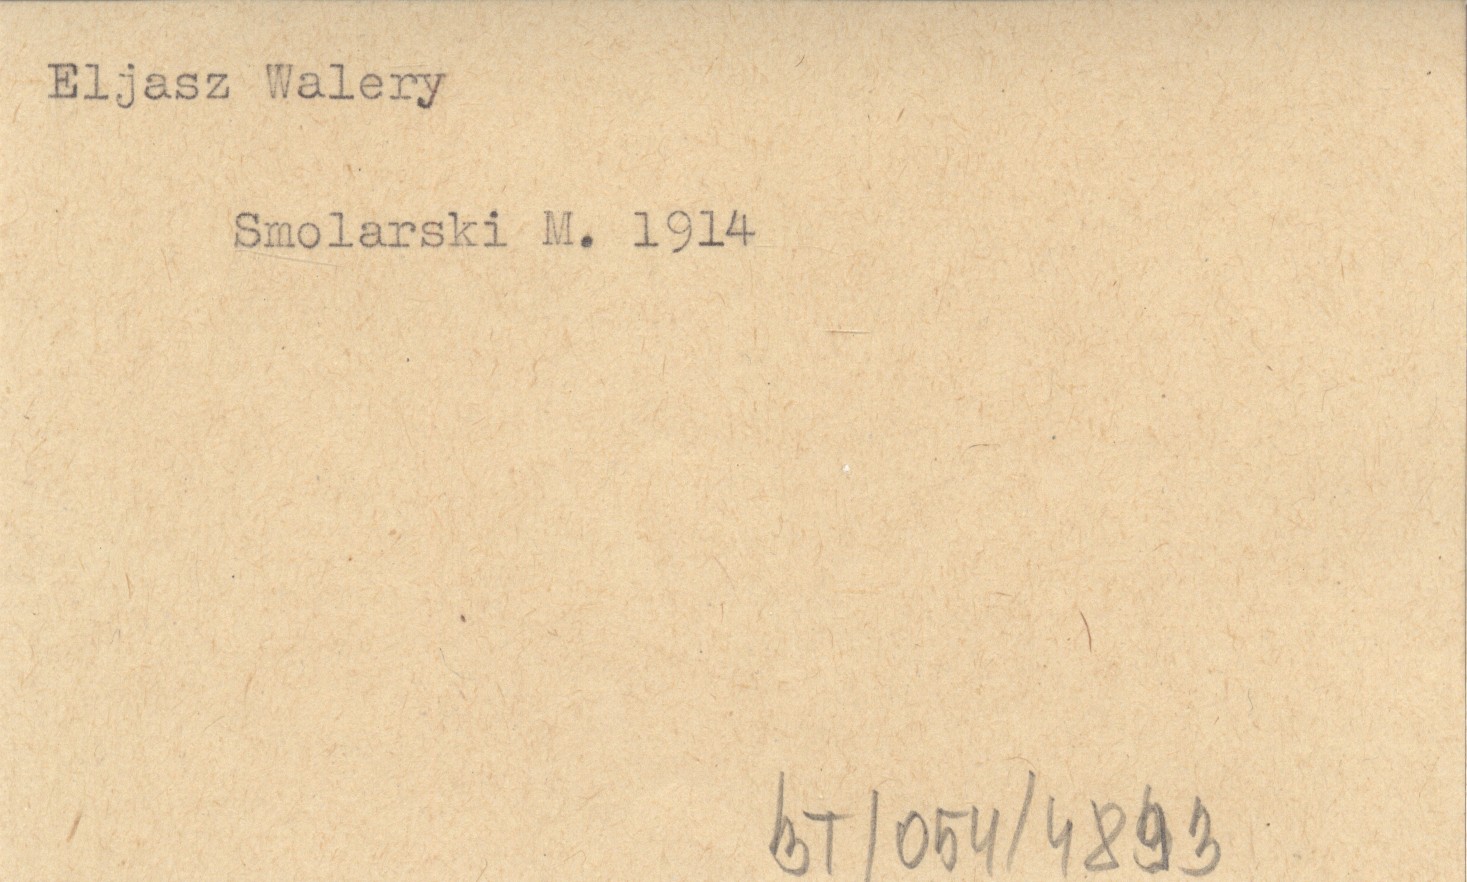 Eljasz Walery
Smolarski M. 1914
BT/054/4893